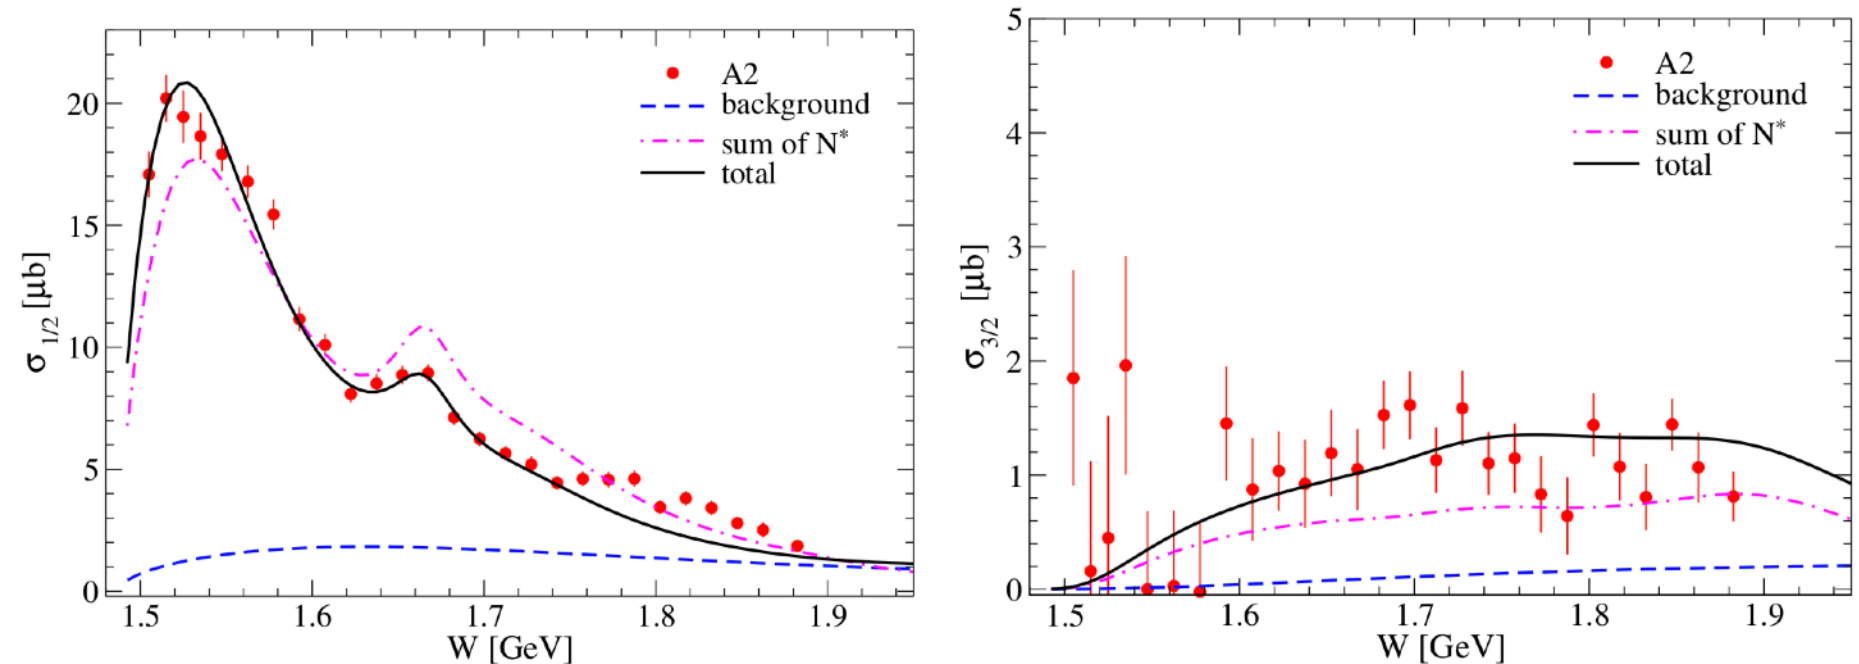 A2
background
sum of N*
total
20
15
10
5
0
σ1/2 [μb]
1.5 1.6 1.7 1.8 1.9
W [GeV]
A2
background
sum of N*
total
5
4
3
2
1
0
σ3/2 [μb]
1.5 1.6 1.7 1.8 1.9
W [GeV]